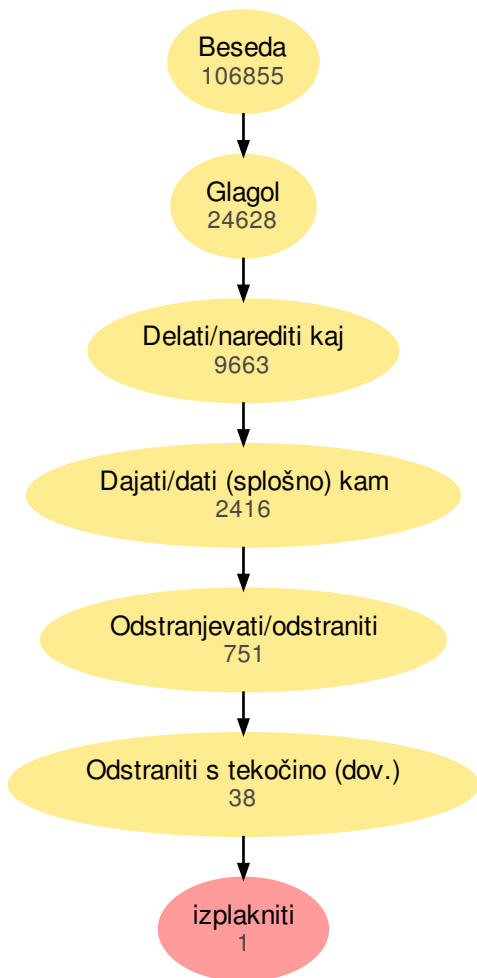 Beseda
106855
Glagol
24628
Delati/narediti kaj
9663
Dajati/dati (splošno) kam
2416
Odstranjevati/odstraniti
751
Odstraniti s tekočino (dov.)
38
izplakniti
1